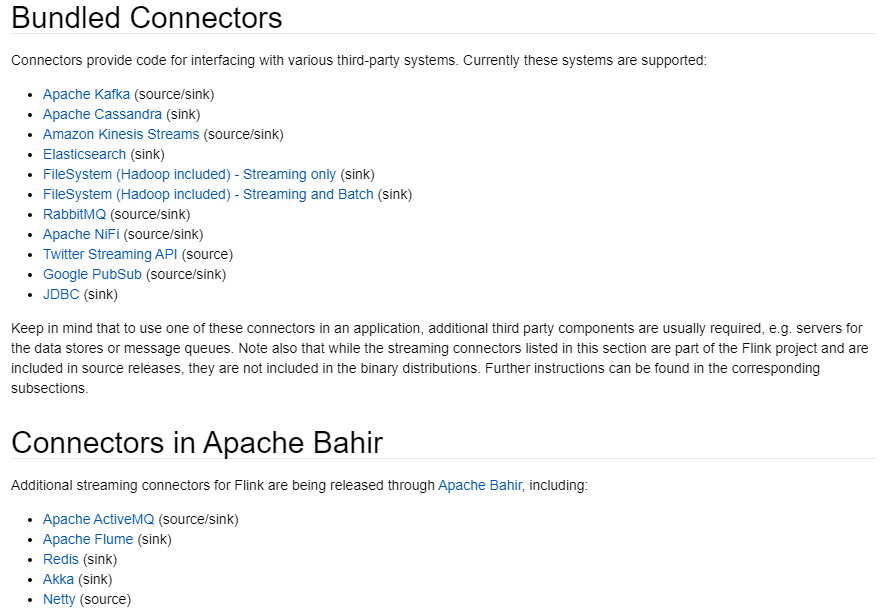 Bundled Connectors
Connectors provide code for interfacing with various third-party systems. Currently these systems are supported:
• Apache Kafka (source/sink)
• Apache Cassandra (sink)
• Amazon Kinesis Streams (source/sink)
• Elasticsearch (sink)
• FileSystem (Hadoop included) - Streaming only (sink)
• FileSystem (Hadoop included) - Streaming and Batch (sink)
• RabbitMQ (source/sink)
• Apache NiFi (source/sink)
• Twitter Streaming API (source)
• Google PubSub (source/sink)
• JDBC (sink)
Keep in mind that to use one of these connectors in an application, additional third party components are usually required, e.g. servers for
the data stores or message queues. Note also that while the streaming connectors listed in this section are part of the Flink project and are
included in source releases, they are not included in the binary distributions. Further instructions can be found in the corresponding
subsections.
Connectors in Apache Bahir
Additional streaming connectors for Flink are being released through Apache Bahir, including:
• Apache ActiveMQ (source/sink)
• Apache Flume (sink)
• Redis (sink)
• Akka (sink)
• Netty (source)